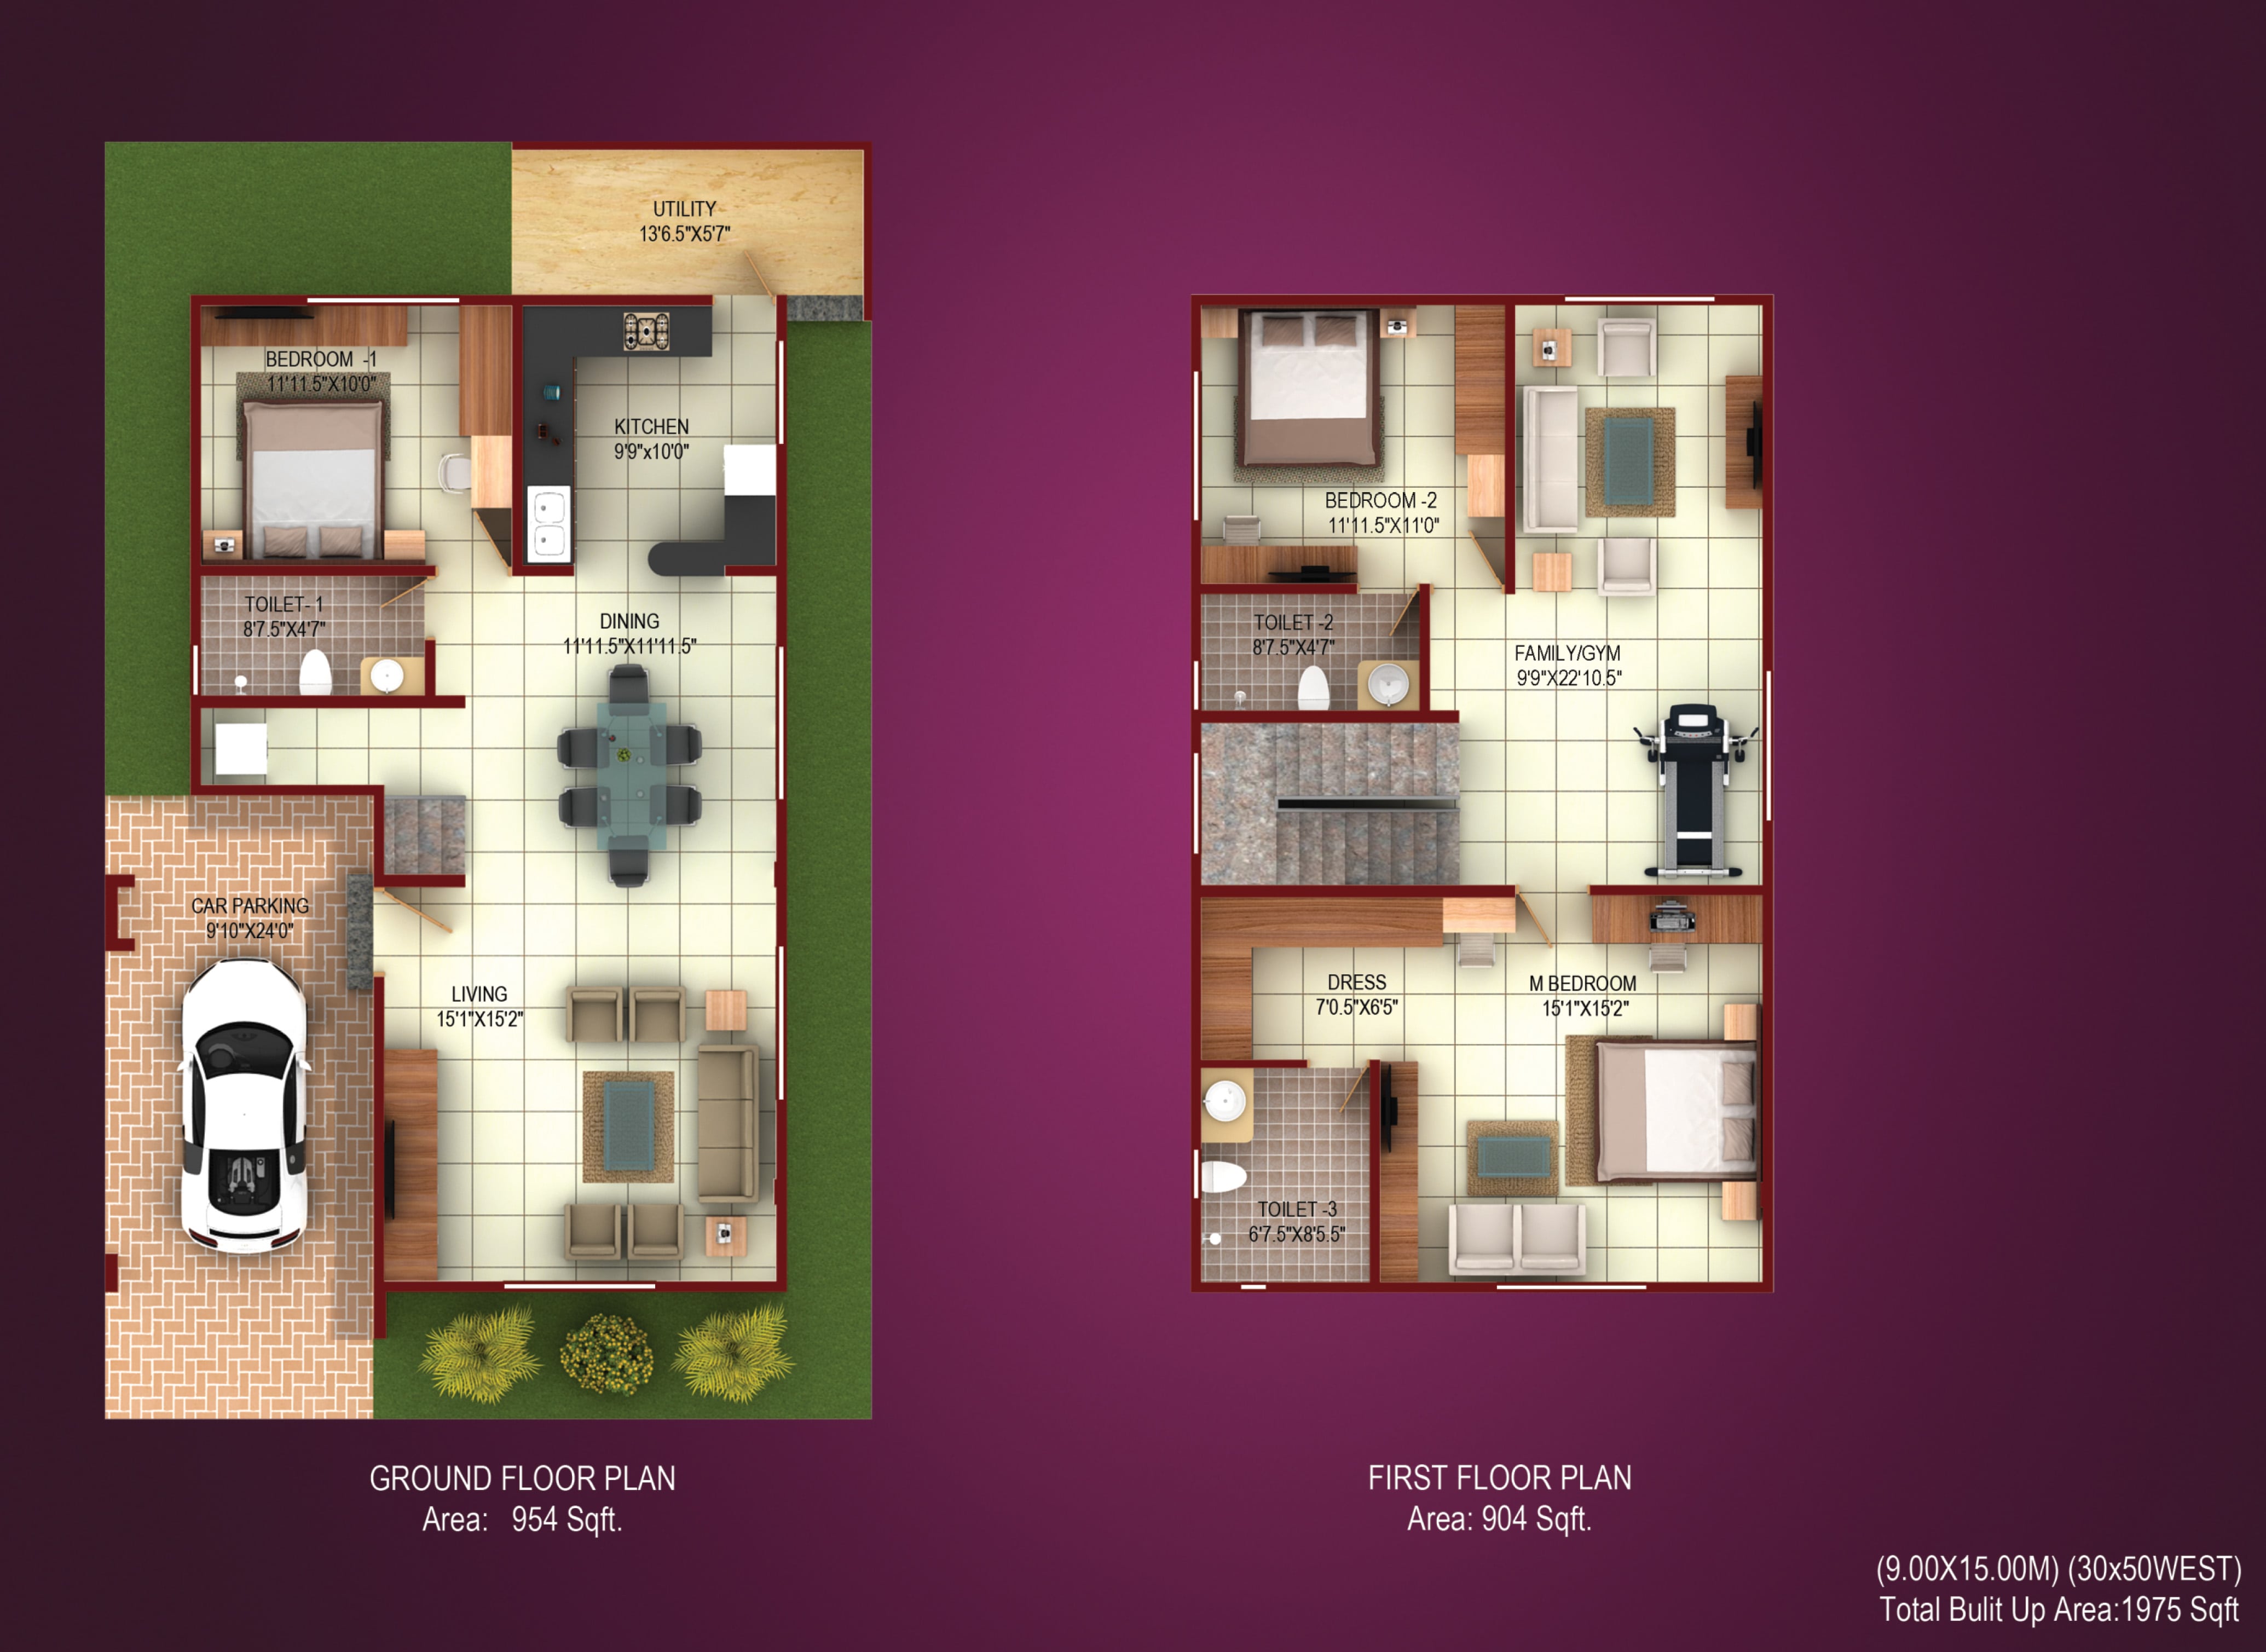 UTILITY
13'6.5"X5'7"
BEDROOM -1
11'11.5"X10'0"
KITCHEN
9'9"x10'0"
TOILET- 1
8'7.5"X4'7"
DINING
11'11.5"X11'11.5"
CAR PARKING
9'10"X24'0"
LIVING
15'1"X15'2"
GROUND FLOOR PLAN
Area: 954 Sqft.
BEDROOM -2
11'11.5"X11'0"
TOILET -2
8'7.5"X4'7"
FAMILY/GYM
9'9"X22'10.5"
DRESS
7'0.5"X6'5"
M BEDROOM
15'1"X15'2"
TOILET -3
6'7.5"X8'5.5"
FIRST FLOOR PLAN
Area: 904 Sqft.
(9.00X15.00M) (30x50WEST)
Total Bulit Up Area:1975 Sqft